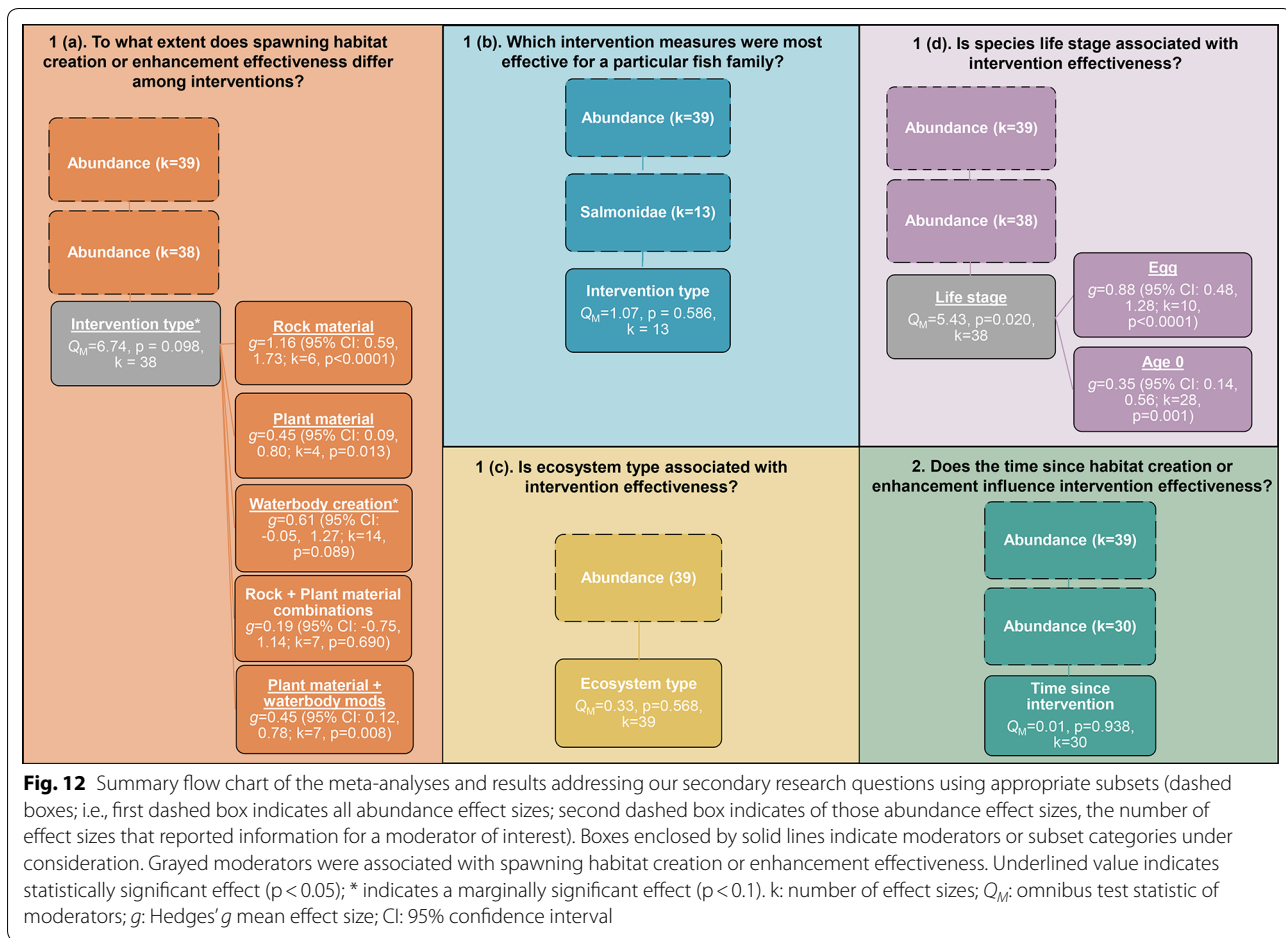 1 (a). To what extent does spawning habitat
creation or enhancement effectiveness differ
among interventions?
Abundance (k=39)
Abundance (k=38)
Intervention type*
QM=6.74, p = 0.098,
k = 38
Rock material
g=1.16 (95% CI: 0.59,
1.73; k=6, p<0.0001)
Plant material
g=0.45 (95% CI: 0.09,
0.80; k=4, p=0.013)
Waterbody creation*
g=0.61 (95% CI:
-0.05, 1.27; k=14,
p=0.089)
Rock + Plant material
combinations
g=0.19 (95% CI: -0.75,
1.14; k=7, p=0.690)
Plant material +
waterbody mods
g=0.45 (95% CI: 0.12,
0.78; k=7, p=0.008)
1 (b). Which intervention measures were most
effective for a particular fish family?
Abundance (k=39)
Salmonidae (k=13)
Intervention type
QM=1.07, p = 0.586,
k = 13
1 (d). Is species life stage associated with
intervention effectiveness?
Abundance (k=39)
Abundance (k=38)
Life stage
QM=5.43, p=0.020,
k=38
Egg
g=0.88 (95% CI: 0.48,
1.28; k=10,
p<0.0001)
Age 0
g=0.35 (95% CI: 0.14,
0.56; k=28,
p=0.001)
1 (c). Is ecosystem type associated with
intervention effectiveness?
Abundance (39)
Ecosystem type
QM=0.33, p=0.568,
k=39
2. Does the time since habitat creation or
enhancement influence intervention effectiveness?
Abundance (k=39)
Abundance (k=30)
Time since
intervention
QM=0.01, p=0.938,
k=30
Fig. 12 Summary flow chart of the meta-analyses and results addressing our secondary research questions using appropriate subsets (dashed
boxes; i.e., first dashed box indicates all abundance effect sizes; second dashed box indicates of those abundance effect sizes, the number of
effect sizes that reported information for a moderator of interest). Boxes enclosed by solid lines indicate moderators or subset categories under
consideration. Grayed moderators were associated with spawning habitat creation or enhancement effectiveness. Underlined value indicates
statistically significant effect (p < 0.05); * indicates a marginally significant effect (p < 0.1). k: number of effect sizes; QM: omnibus test statistic of
moderators; g: Hedges' g mean effect size; CI: 95% confidence interval